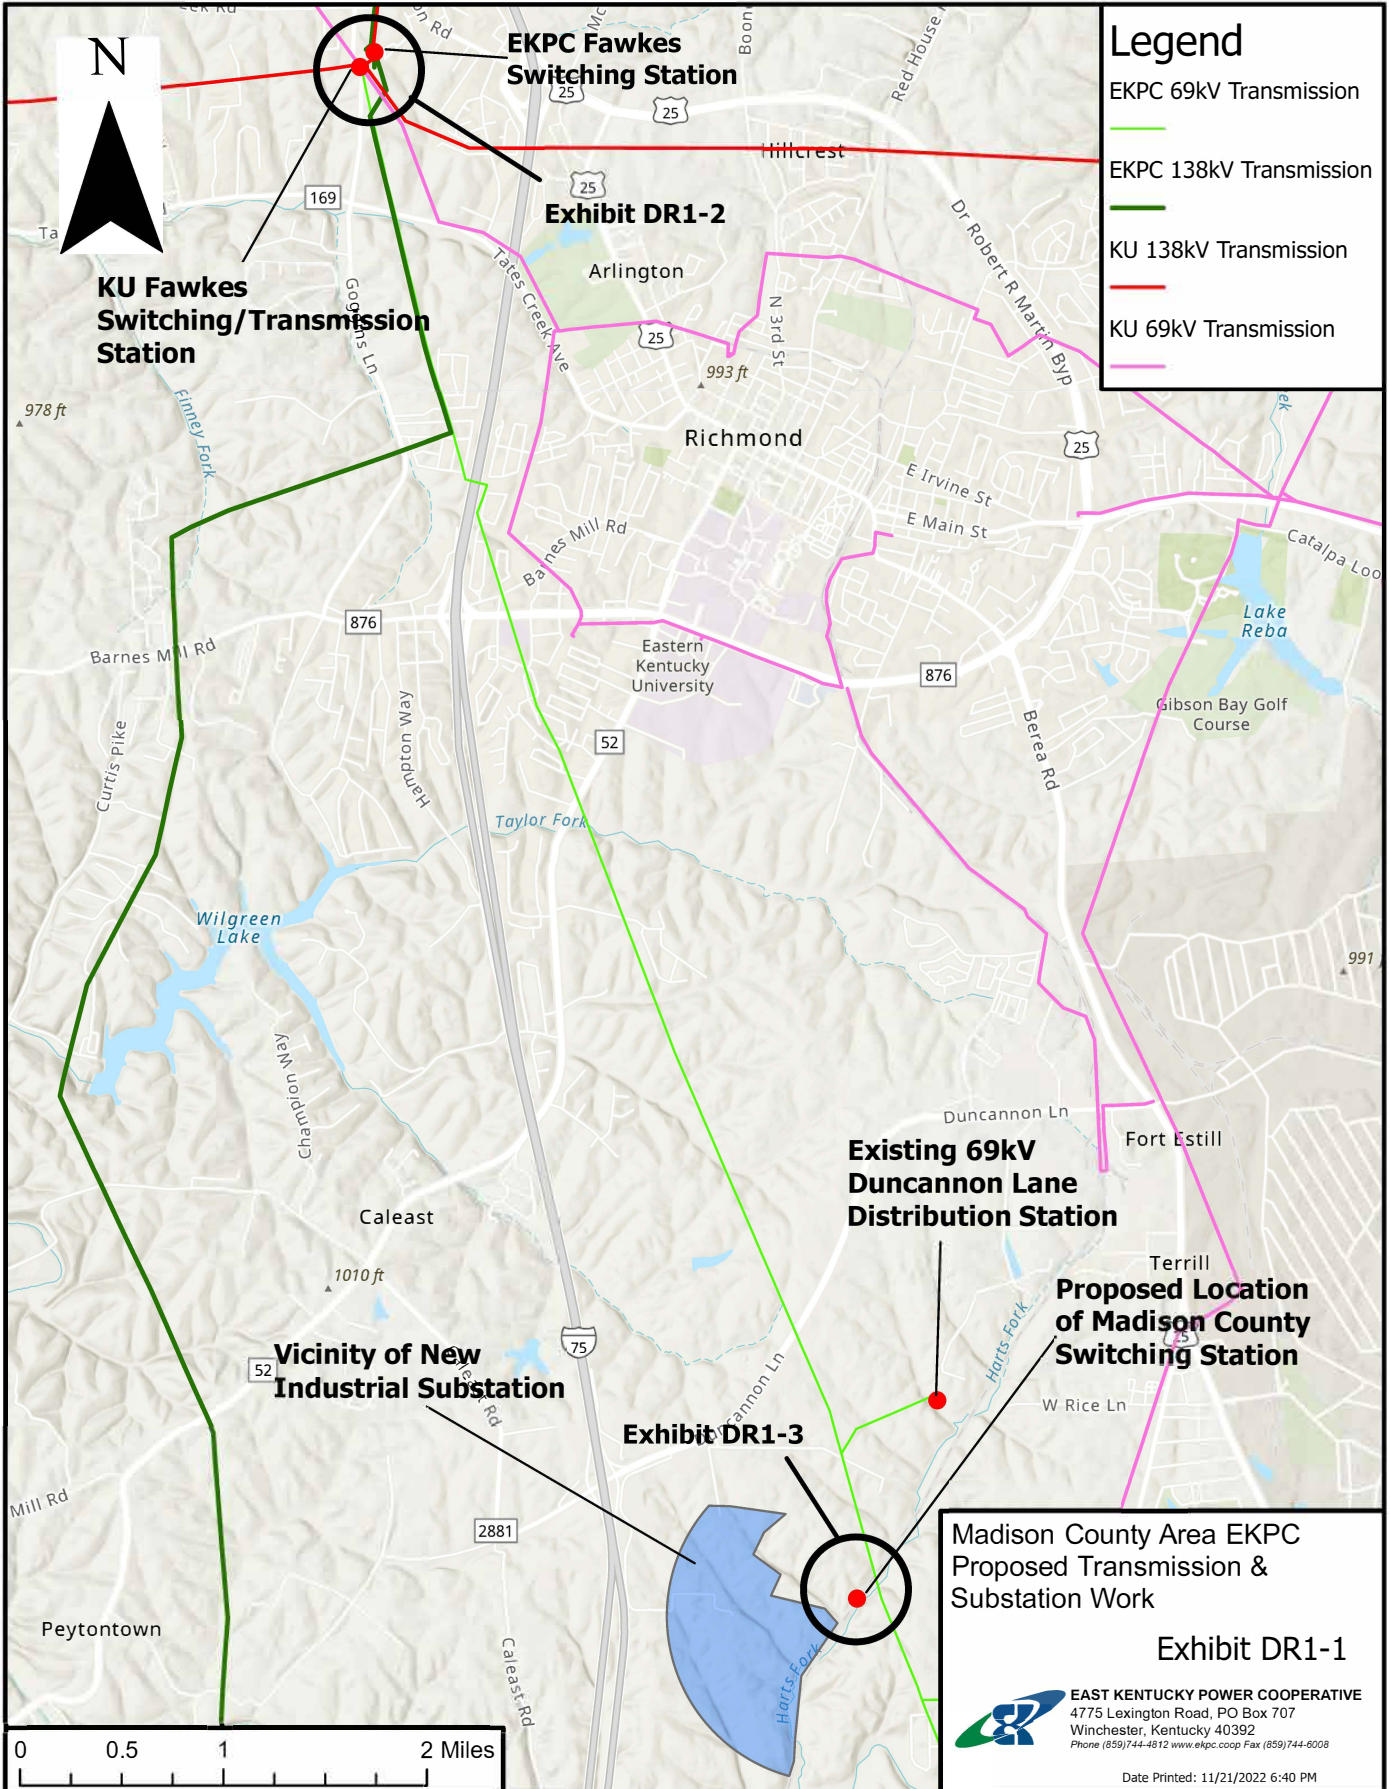 N
EKPC Fawkes
Switching Station
Exhibit DR1-2
KU Fawkes
Switching/Transmission
Station
Legend
EKPC 69kV Transmission
EKPC 138kV Transmission
KU 138kV Transmission
KU 69kV Transmission
25
25
25
25
Red House
Hillcrest
169
Arlington
Tates Creek Ave
Goggins Ln
N 3rd St
Dr Robert R Martin Byp
993 ft
978 ft
Finney Fork
Richmond
25
E Irvine St
E Main St
Barnes Mill Rd
Catalpa Loo
876
Barnes Mill Rd
Eastern
Kentucky
University
876
Lake
Reba
Gibson Bay Golf
Course
Hampton Way
Curtis Pike
52
Berea Rd
Taylor Fork
Wilgreen
Lake
991
Champion Way
Duncannon Ln
Fort Estill
Existing 69kV
Duncannon Lane
Distribution Station
Caleast
1010 ft
Terrill
Proposed Location
of Madison County
Switching Station
Harts Fork
75
52
Vicinity of New
Industrial Substation
Caleast Rd
Duncannon Ln
W Rice Ln
Exhibit DR1-3
Mill Rd
2881
Peytontown
Caleast Rd
Harts Fork
Madison County Area EKPC
Proposed Transmission &
Substation Work
Exhibit DR1-1
EAST KENTUCKY POWER COOPERATIVE
4775 Lexington Road, PO Box 707
Winchester, Kentucky 40392
Phone (859)744-4812 www.ekpc.coop Fax (859)744-6008
Date Printed: 11/21/2022 6:40 PM
0 0.5 1 2 Miles